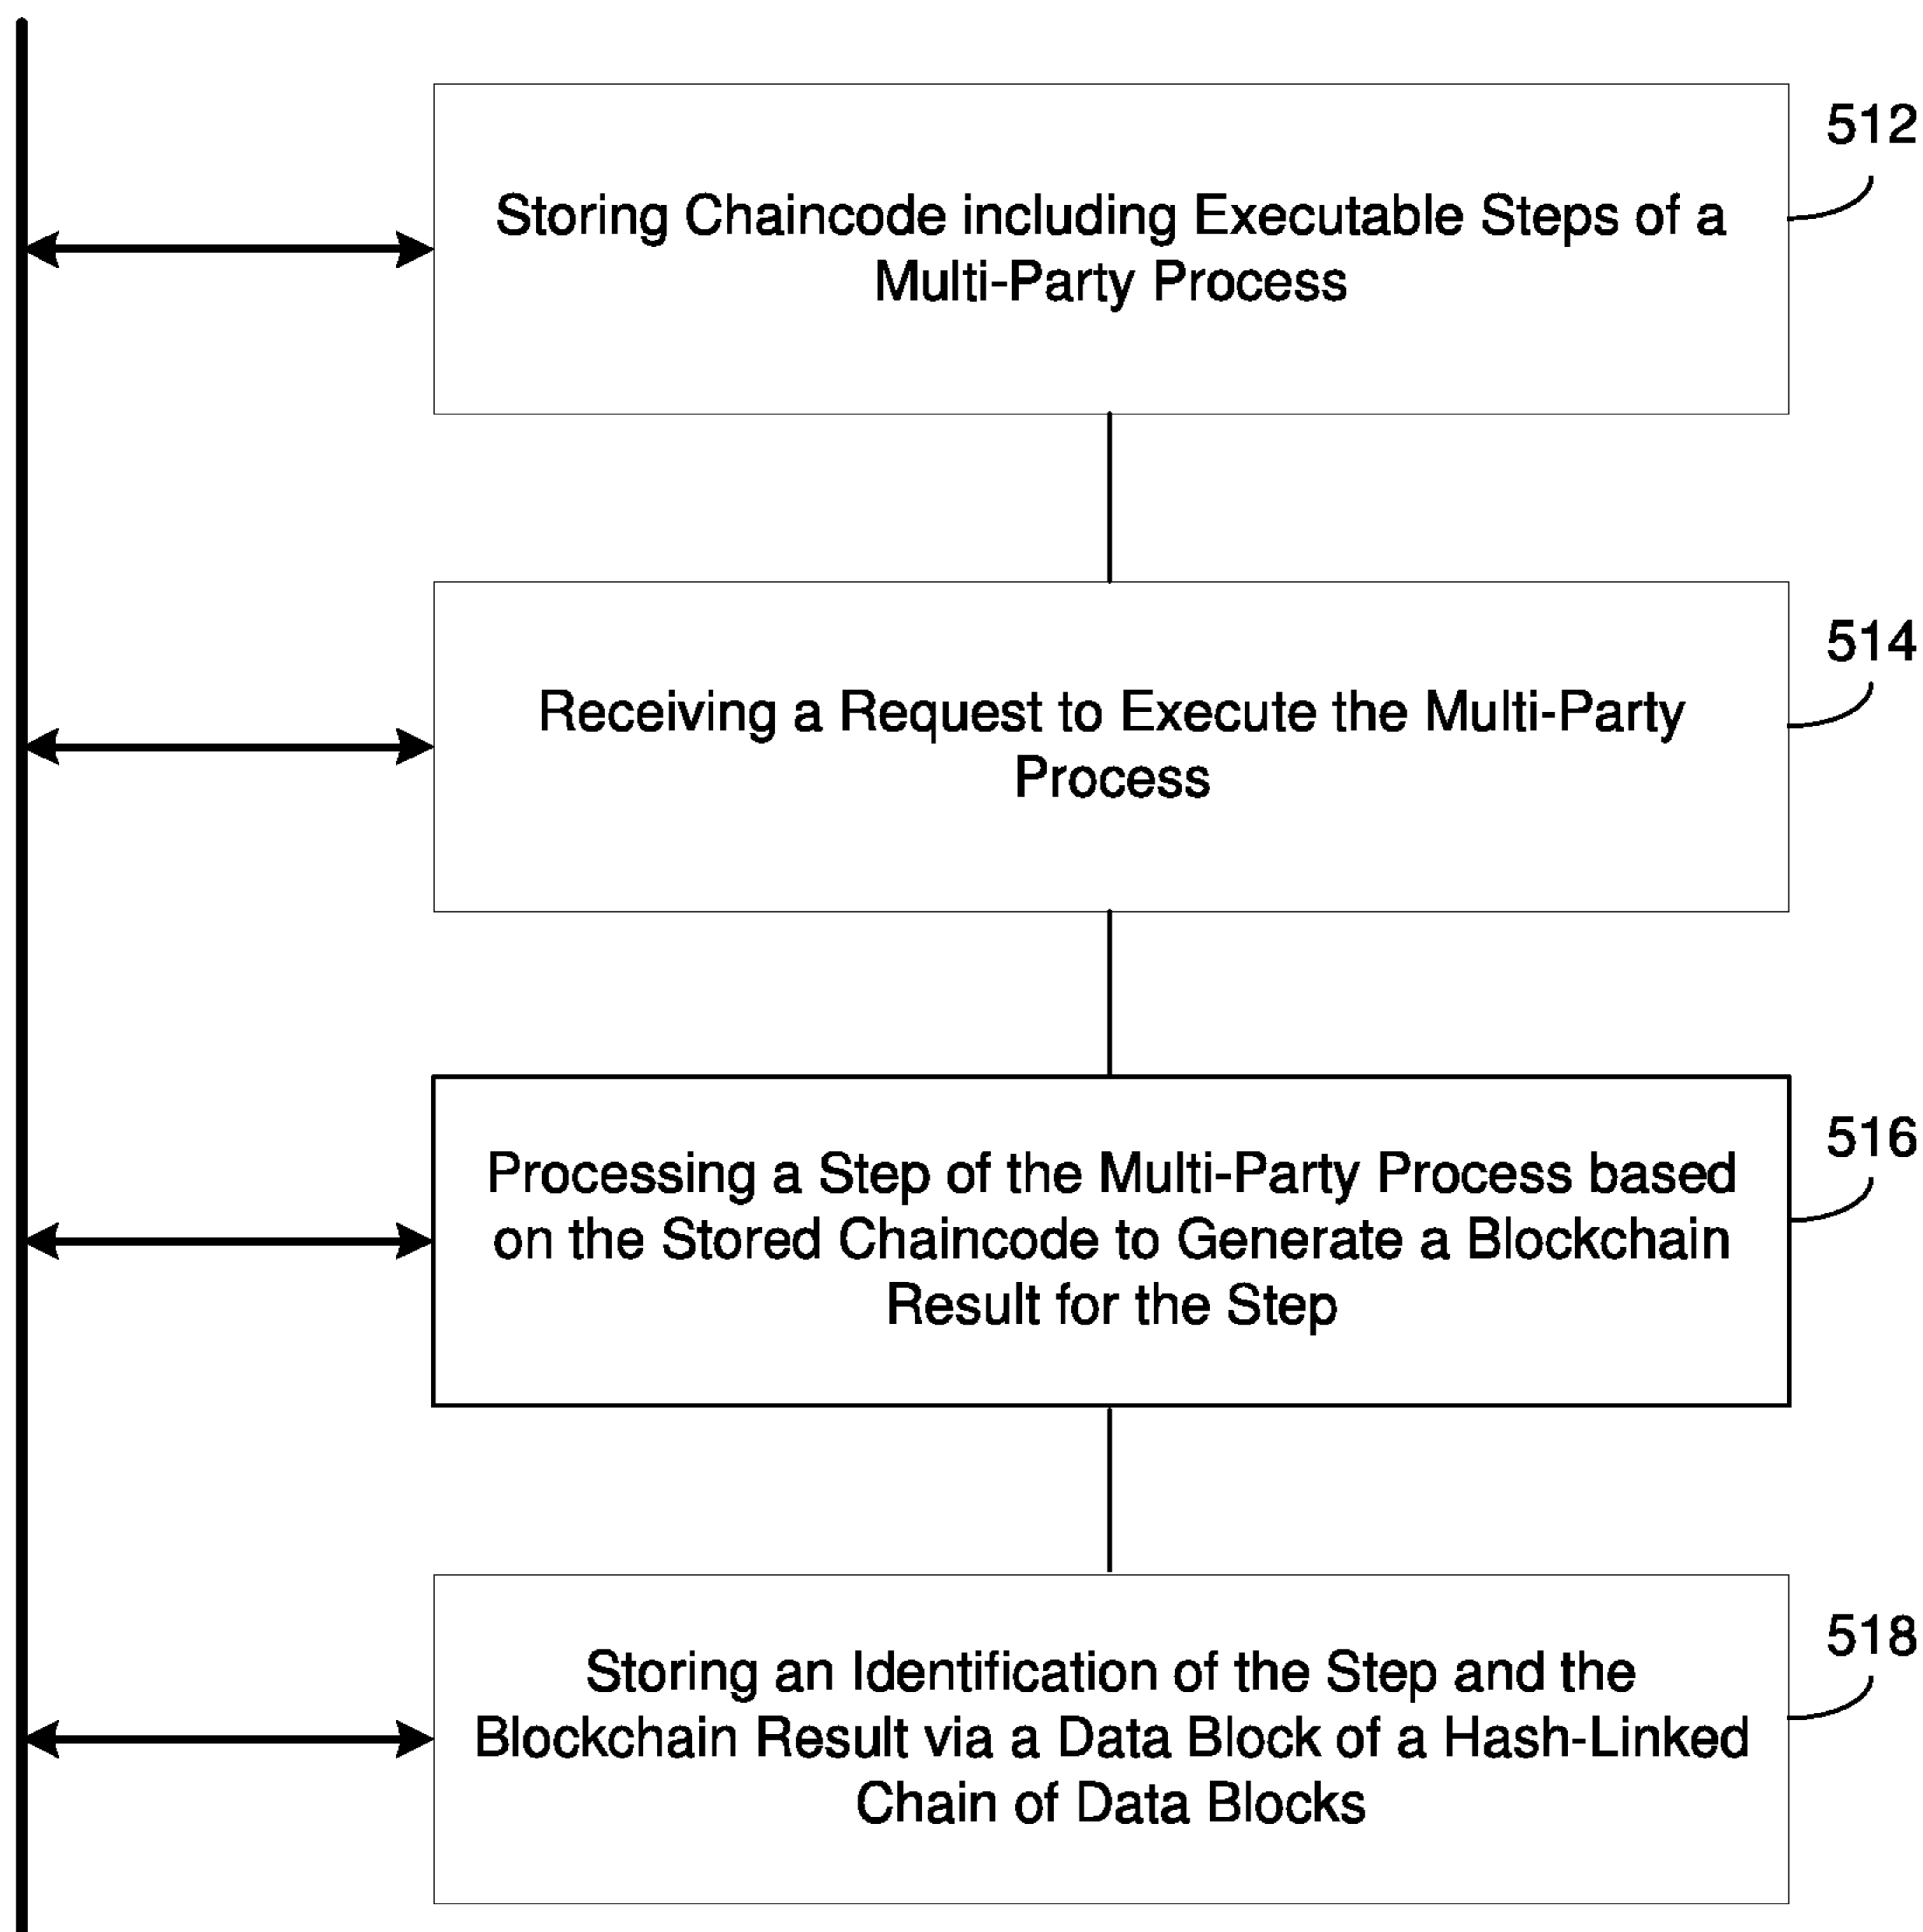 512
Storing Chaincode including Executable Steps of a
Multi-Party Process
514
Receiving a Request to Execute the Multi-Party
Process
516
Processing a Step of the Multi-Party Process based
on the Stored Chaincode to Generate a Blockchain
Result for the Step
518
Storing an Identification of the Step and the
Blockchain Result via a Data Block of a Hash-Linked
Chain of Data Blocks